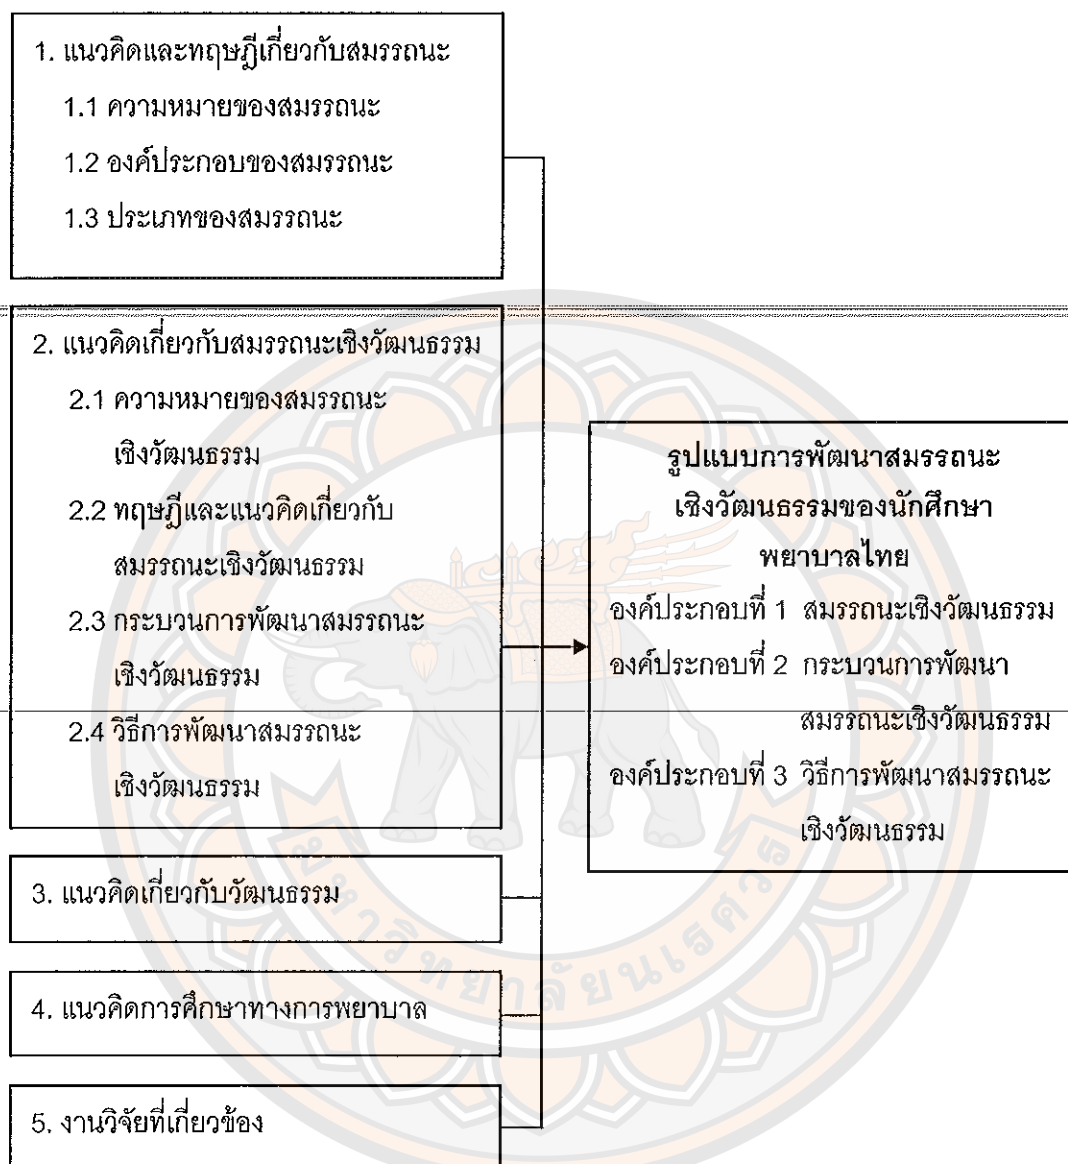 1. แนวคิดและทฤษฎีเกี่ยวกับสมรรถนะ
1.1 ความหมายของสมรรถนะ
1.2 องค์ประกอบของสมรรถนะ
1.3 ประเภทของสมรรถนะ
2. แนวคิดเกี่ยวกับสมรรถนะเชิงวัฒนธรรม
2.1 ความหมายของสมรรถนะ
เชิงวัฒนธรรม
2.2 ทฤษฎีและแนวคิดเกี่ยวกับ
สมรรถนะเชิงวัฒนธรรม
2.3 กระบวนการพัฒนาสมรรถนะ
เชิงวัฒนธรรม
2.4 วิธีการพัฒนาสมรรถนะ
เชิงวัฒนธรรม
3. แนวคิดเกี่ยวกับวัฒนธรรม
4. แนวคิดการศึกษาทางการพยาบาล
5. งานวิจัยที่เกี่ยวข้อง
รูปแบบการพัฒนาสมรรถนะ
เชิงวัฒนธรรมของนักศึกษา
พยาบาลไทย
องค์ประกอบที่ 1 สมรรถนะเชิงวัฒนธรรม
องค์ประกอบที่ 2 กระบวนการพัฒนา
สมรรถนะเชิงวัฒนธรรม
องค์ประกอบที่ 3 วิธีการพัฒนาสมรรถนะ
เชิงวัฒนธรรม
มหาวิทยาลัยนเรศวร